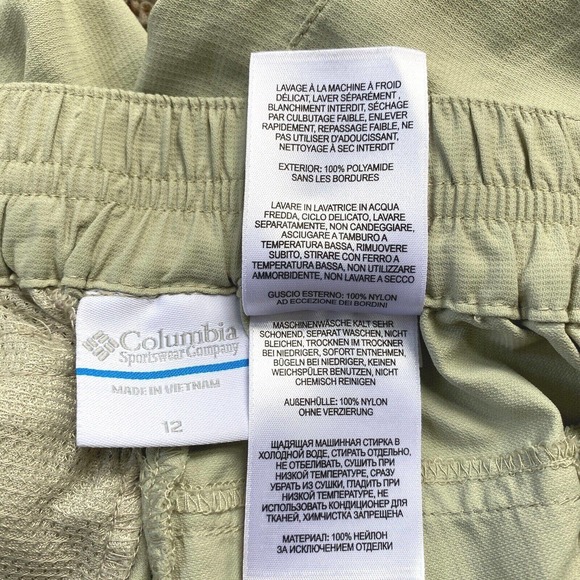 LAVAGE À LA MACHINE À FROID
DÉLICAT, LAVER SÉPARÉMENT,
BLANCHIMENT INTERDIT, SÉCHAGE
PAR CULBUTAGE FAIBLE, ENLEVER
RAPIDEMENT, REPASSAGE FAIBLE, NE
PAS UTILISER D'ADOUCISSANT,
NETTOYAGE À SEC INTERDIT
EXTERIOR: 100% POLYAMIDE
SANS LES BORDURES
LAVARE IN LAVATRICE IN ACQUA
FREDDA, CICLO DELICATO, LAVARE
SEPARATAMENTE, NON CANDEGGIARE,
ASCIUGARE A TAMBURO A
TEMPERATURA BASSA, RIMUOVERE
SUBITO, STIRARE CON FERRO A
TEMPERATURA BASSA, NON UTILIZZARE
AMMORBIDENTE, NON LAVARE A SECCO
GUSCIO ESTERNO: 100% NYLON
AD ECCEZIONE DEI BORDINI
Columbia
Sportswear Company
MADE IN VIETNAM
12
MASCHINENWÄSCHE KALT SEHR
SCHONEND, SEPARAT WASCHEN, NICHT
BLEICHEN, TROCKNEN IM TROCKNER
BEI NIEDRIGER, SOFORT ENTNEHMEN,
BÜGELN BEI NIEDRIGER, KEINEN
WEICHSPÜLER BENUTZEN, NICHT
CHEMISCH REINIGEN
AUßENHÜLLE: 100% NYLON
OHNE VERZIERUNG
ЩАДЯЩАЯ МАШИННАЯ СТИРКА В
ХОЛОДНОЙ ВОДЕ, СТИРАТЬ ОТДЕЛЬНО,
НЕ ОТБЕЛИВАТЬ, СУШИТЬ ПРИ
НИЗКОЙ ТЕМПЕРАТУРЕ, СРАЗУ
УБРАТЬ ИЗ СУШКИ, ГЛАДИТЬ ПРИ
НИЗКОЙ ТЕМПЕРАТУРЕ, НЕ
ИСПОЛЬЗОВАТЬ КОНДИЦИОНЕР ДЛЯ
ТКАНЕЙ, ХИМЧИСТКА ЗАПРЕЩЕНА
МАТЕРИАЛ: 100% НЕЙЛОН
ЗА ИСКЛЮЧЕНИЕМ ОТДЕЛКИ